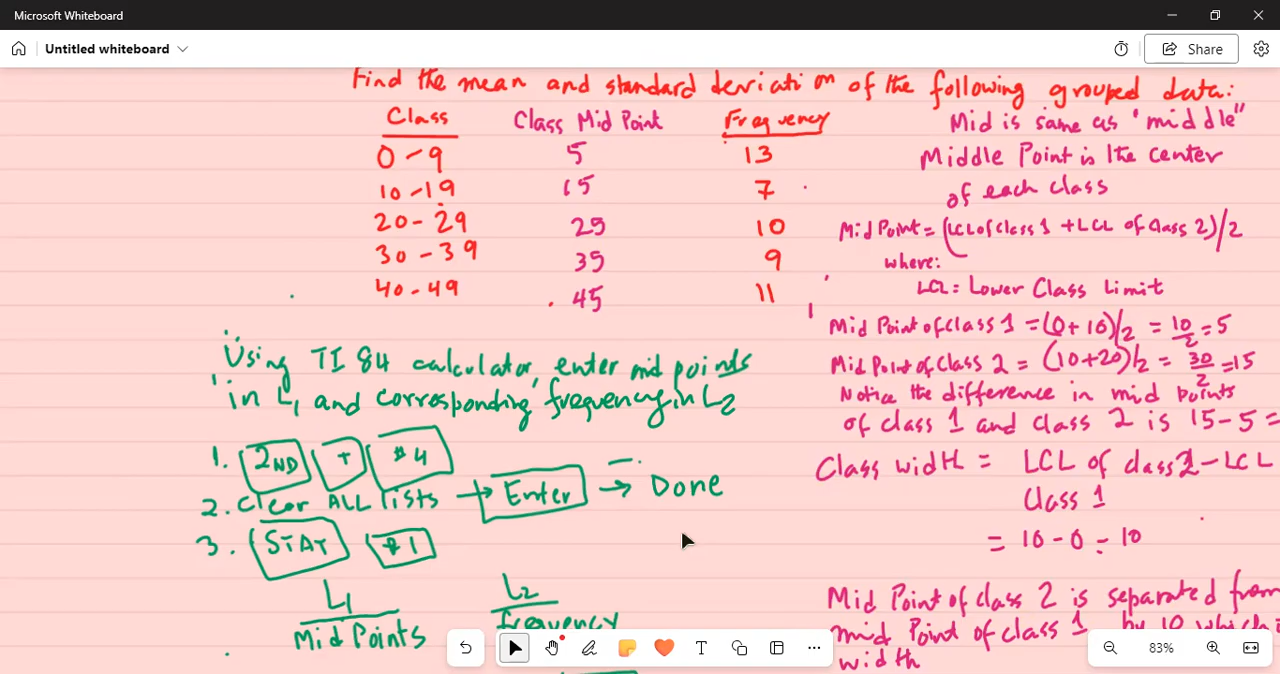 Microsoft Whiteboard
Untitled whiteboard
Share
Find the mean and standard deviation of the following grouped data:
Class Class Mid Point Frequency
0-9 5 13
10-19 15 7
20-29 25 10
30-39 35 9
40-49 45 11
Mid is same as "middle"
Middle Point is the center
of each class
Mid Point = (LCL of class 1 + LCL of Class 2)/2
where:
LCL = Lower Class Limit
Mid Point of class 1 = (0+10)/2 = 10/2 = 5
Mid Point of Class 2 = (10+20)/2 = 30/2 = 15
Notice the difference in mid points
of class 1 and class 2 is 15-5 =
Class width = LCL of class 2 - LCL
Class 1
= 10-0 = 10
Mid Point of class 2 is separated from
mid Point of class 1 by 10 which
width
Using TI 84 calculator, enter mid points
in L1 and corresponding frequency in L2
1. 2ND + #4
2. Clear ALL lists → Enter → Done
3. STAT #1
L1 L2
Mid Points frequency
83%